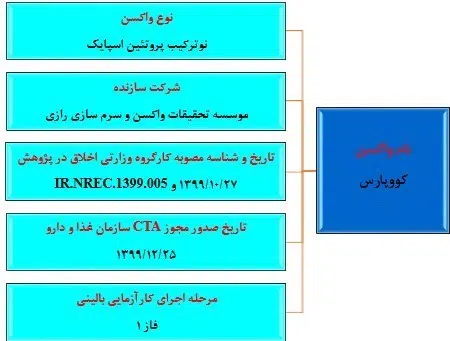 نام واکسن
کووپارس
نوع واکسن
نوترکیب پروتئین اسپایک
شرکت سازنده
موسسه تحقیقات واکسن و سرم سازی رازی
تاریخ و شناسه مصوبه کارگروه وزارتی اخلاق در پژوهش
۱۳۹۹/۱۰/۲۷ و IR.NREC.1399.005
تاریخ صدور مجوز CTA سازمان غذا و دارو
۱۳۹۹/۱۲/۲۵
مرحله اجرای کارآزمایی بالینی
فاز ۱